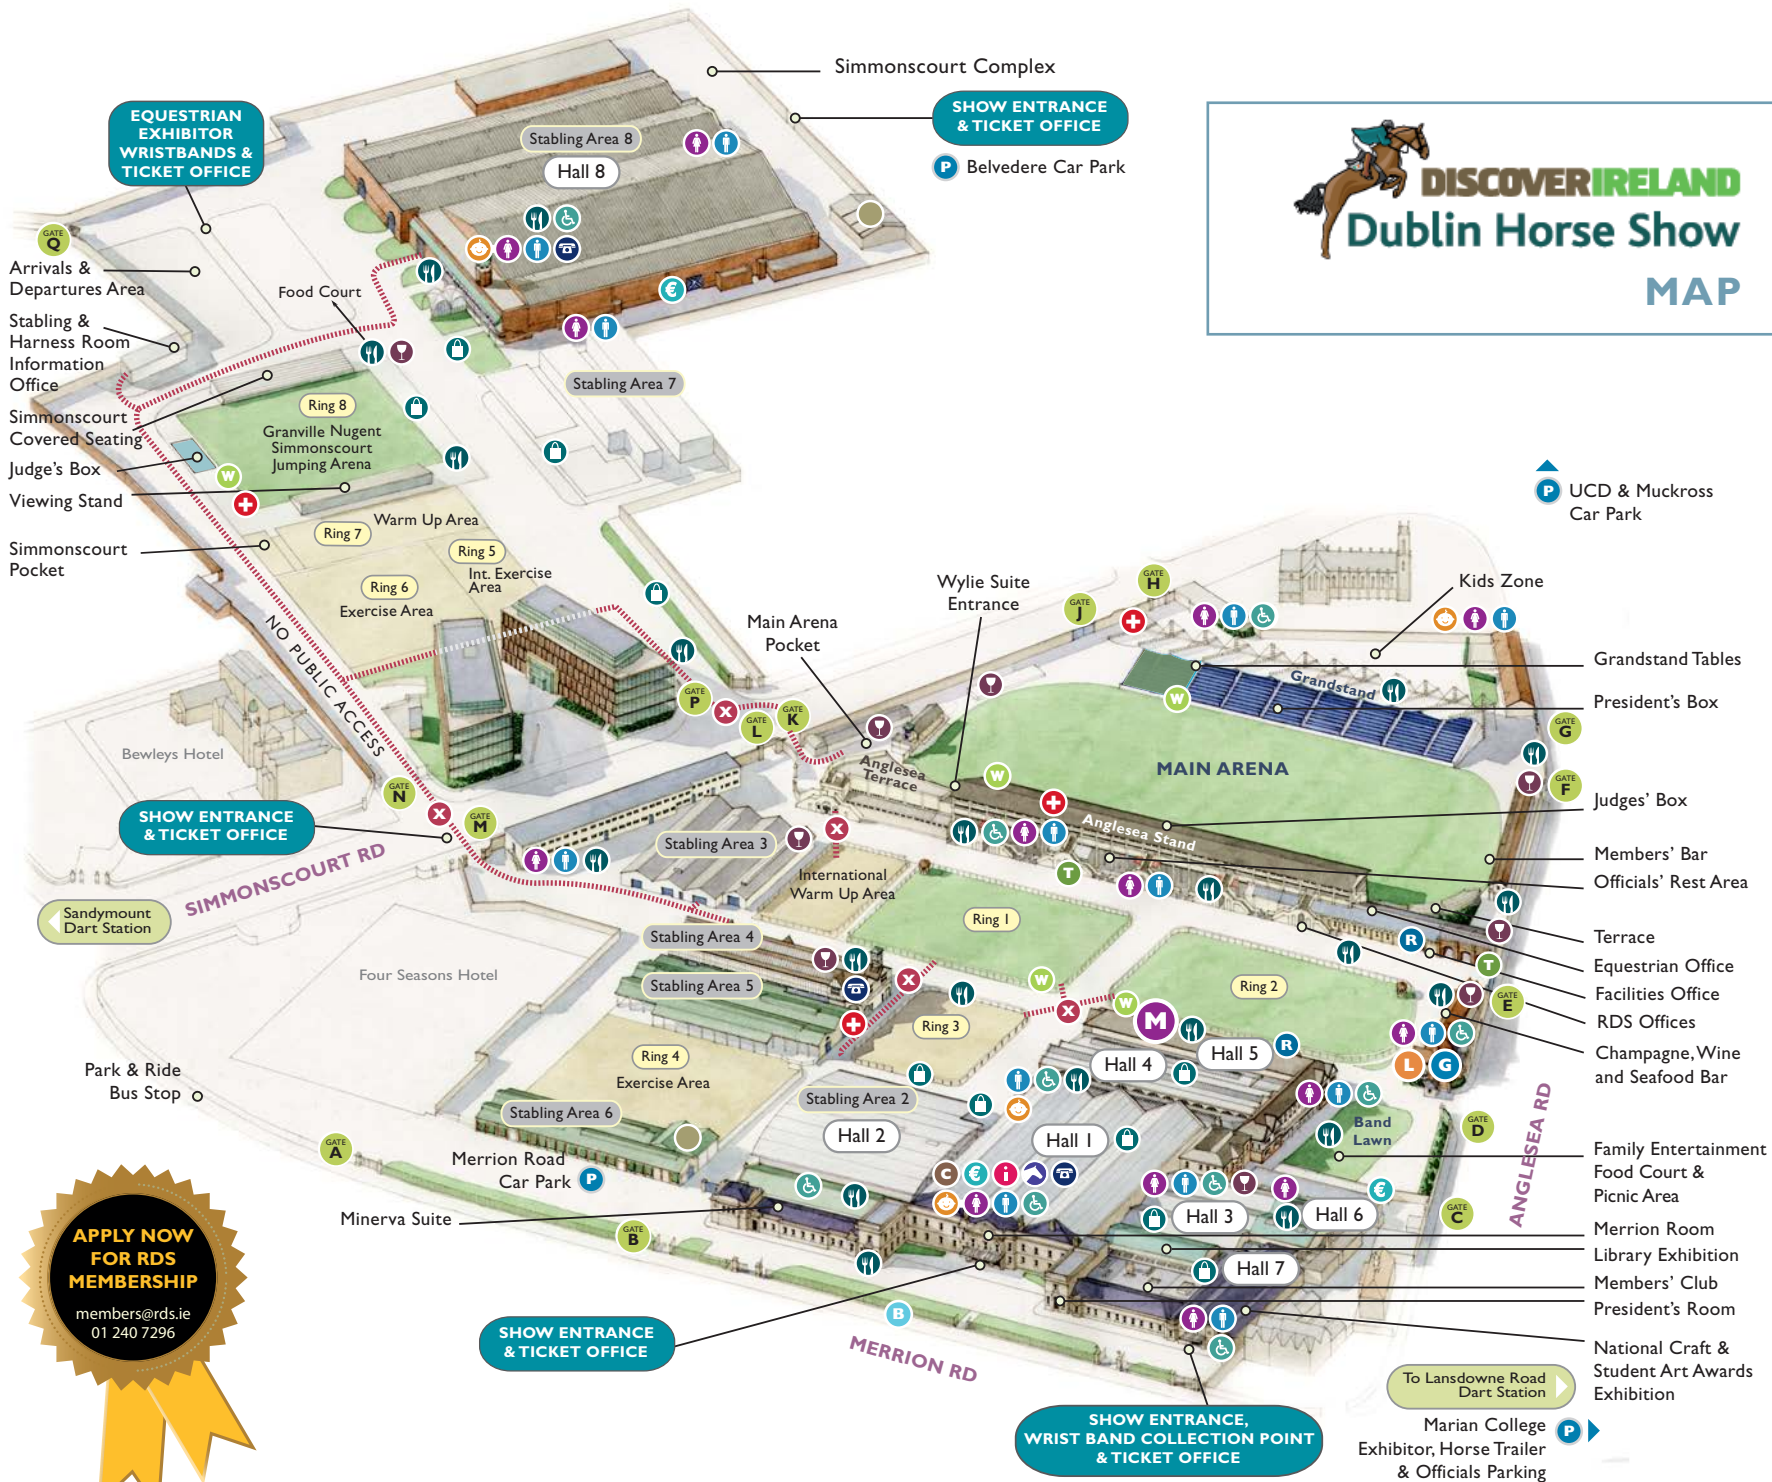 Simmonscourt Complex
SHOW ENTRANCE
& TICKET OFFICE
P Belvedere Car Park
DISCOVERIRELAND
Dublin Horse Show
MAP
EQUESTRIAN
EXHIBITOR
WRISTBANDS &
TICKET OFFICE
Stabling Area 8
Hall 8
€
GATE
Q
Arrivals &
Departures Area
Food Court
Stabling &
Harness Room
Information
Office
Stabling Area 7
Simmonscourt
Covered Seating
Ring 8
Granville Nugent
Simmonscourt
Jumping Arena
Judge's Box
W
Viewing Stand
Warm Up Area
Ring 7
Simmonscourt
Pocket
Ring 5
Int. Exercise
Area
Ring 6
Exercise Area
NO PUBLIC ACCESS
P UCD & Muckross
Car Park
Wylie Suite
Entrance
GATE
H
GATE
J
Kids Zone
Main Arena
Pocket
Grandstand Tables
Grandstand
W
President's Box
GATE
P
X
GATE
L
GATE
K
GATE
G
Bewleys Hotel
Anglesea
Terrace
W
MAIN ARENA
GATE
F
GATE
N
X
GATE
M
SHOW ENTRANCE
& TICKET OFFICE
SIMMONSCOURT RD
Judges' Box
Anglesea Stand
Stabling Area 3
X
International
Warm Up Area
T
Members' Bar
Officials' Rest Area
Sandymount
Dart Station
Ring 1
Stabling Area 4
R
T
Terrace
Equestrian Office
Facilities Office
RDS Offices
Four Seasons Hotel
Stabling Area 5
X
W
Ring 2
GATE
E
X
W
M
Ring 3
Champagne, Wine
and Seafood Bar
Ring 4
Exercise Area
Hall 4
Hall 5
R
L
G
Park & Ride
Bus Stop
Stabling Area 6
Stabling Area 2
Hall 2
Hall 1
Band
Lawn
GATE
D
ANGLESEA RD
GATE
A
Merrion Road
Car Park P
Family Entertainment
Food Court &
Picnic Area
C
€
i
€
Minerva Suite
Hall 3
Hall 6
GATE
C
GATE
B
Merrion Room
Library Exhibition
Hall 7
Members' Club
President's Room
B
MERRION RD
SHOW ENTRANCE
& TICKET OFFICE
National Craft &
Student Art Awards
Exhibition
To Lansdowne Road
Dart Station
SHOW ENTRANCE,
WRIST BAND COLLECTION POINT
& TICKET OFFICE
Marian College P
Exhibitor, Horse Trailer
& Officials Parking
APPLY NOW
FOR RDS
MEMBERSHIP
members@rds.ie
01 240 7296